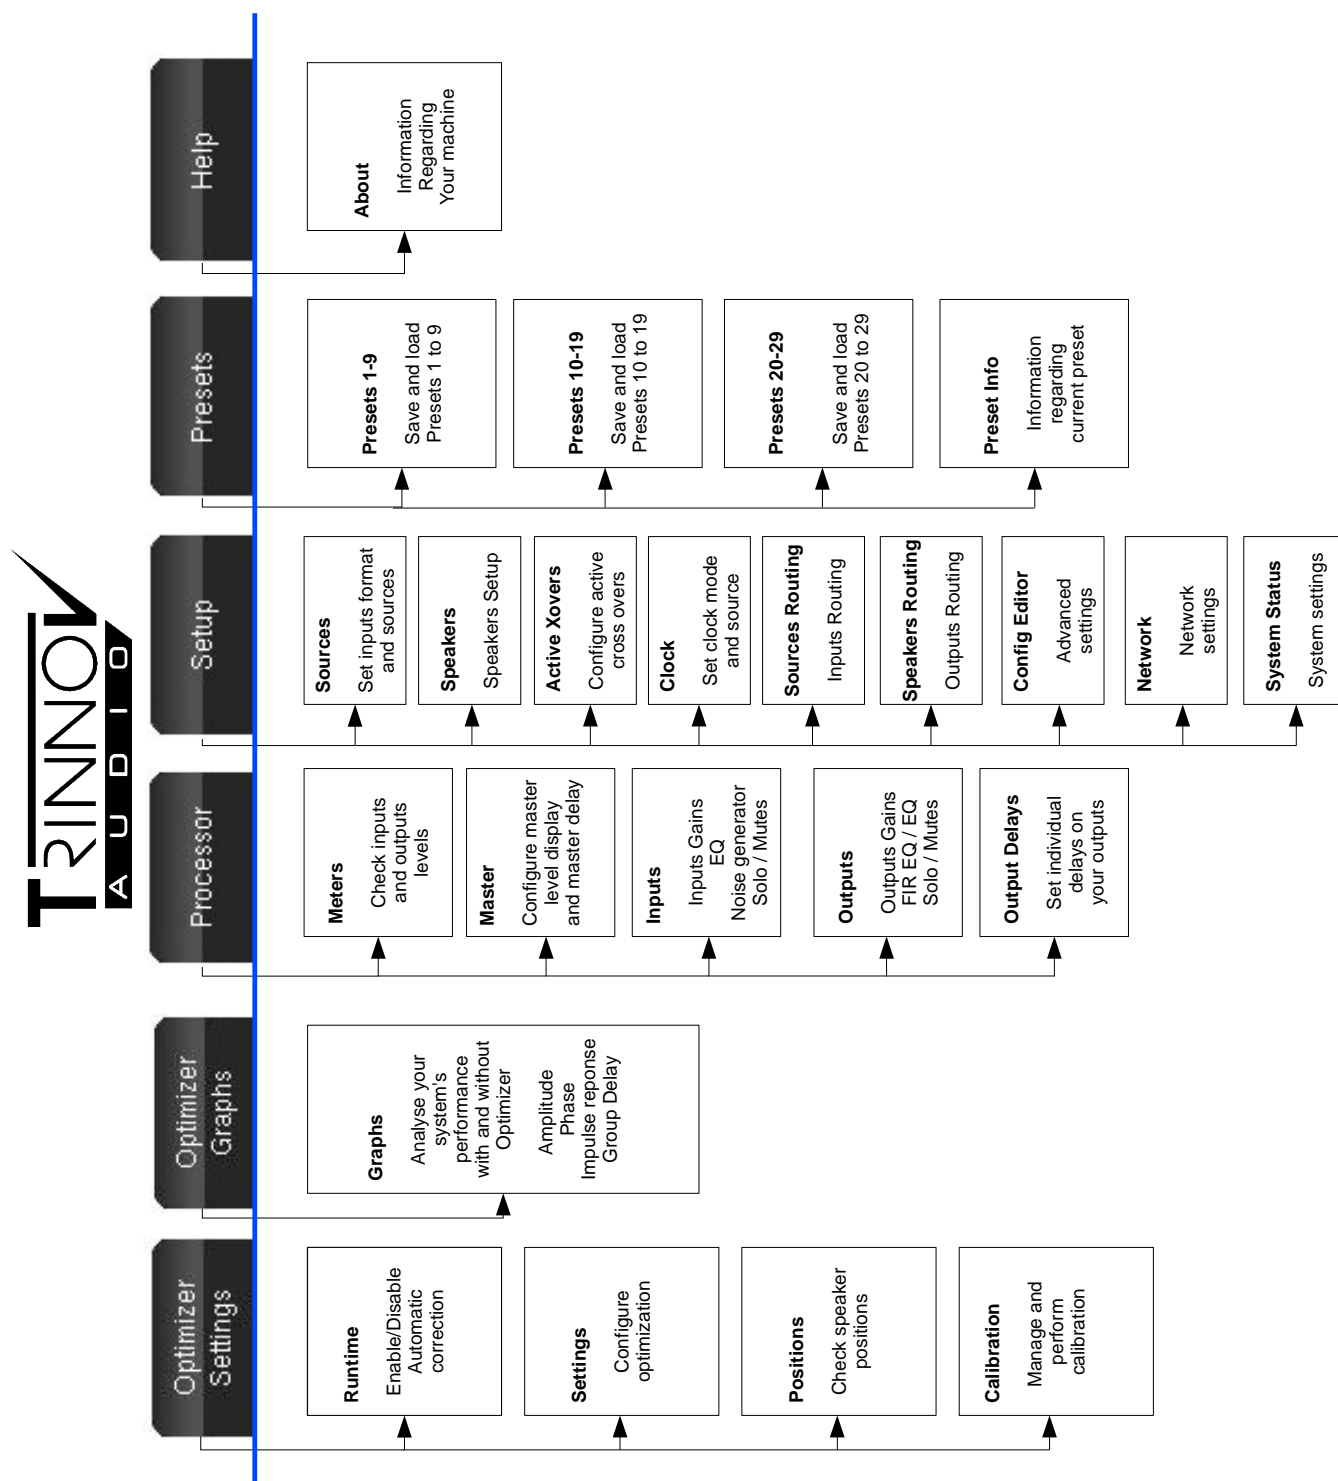 TRINNOV
AUDIO
Optimizer
Settings
Optimizer
Graphs
Processor
Setup
Presets
Help
Runtime
Enable/Disable
Automatic
correction
Settings
Configure
optimization
Positions
Check speaker
positions
Calibration
Manage and
perform
calibration
Graphs
Analyse your
system's
performance
with and without
Optimizer
Amplitude
Phase
Impulse reponse
Group Delay
Meters
Check inputs
and outputs
levels
Master
Configure master
level display
and master delay
Inputs
Inputs Gains
EQ
Noise generator
Solo / Mutes
Outputs
Outputs Gains
FIR EQ / EQ
Solo / Mutes
Output Delays
Set individual
delays on
your outputs
Sources
Set inputs format
and sources
Speakers
Speakers Setup
Active Xovers
Configure active
cross overs
Clock
Set clock mode
and source
Sources Routing
Inputs Routing
Speakers Routing
Outputs Routing
Config Editor
Advanced
settings
Network
Network
settings
System Status
System settings
Presets 1-9
Save and load
Presets 1 to 9
Presets 10-19
Save and load
Presets 10 to 19
Presets 20-29
Save and load
Presets 20 to 29
Preset Info
Information
regarding
current preset
About
Information
Regarding
Your machine